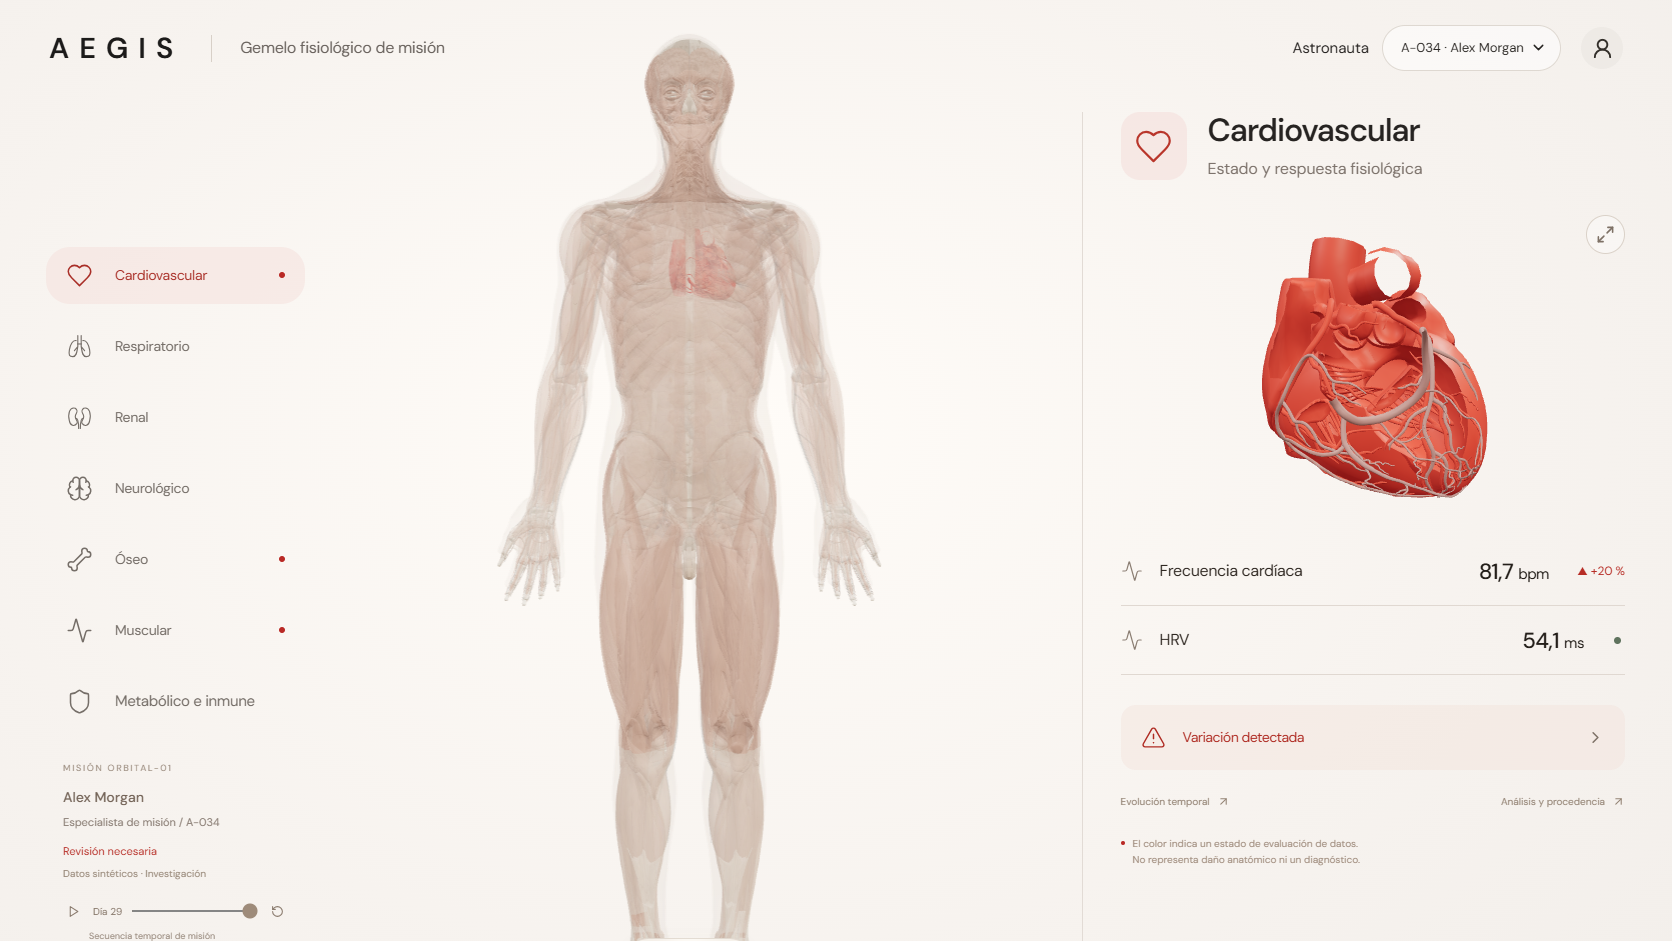 AEGIS
Gemelo fisiológico de misión
Astronauta
A-034 · Alex Morgan
Cardiovascular
Respiratorio
Renal
Neurológico
Óseo
Muscular
Metabólico e inmune
MISIÓN ORBITAL-01
Alex Morgan
Especialista de misión / A-034
Revisión necesaria
Datos sintéticos · Investigación
Día 29
Secuencia temporal de misión
Cardiovascular
Estado y respuesta fisiológica
Frecuencia cardíaca 81,7 bpm ▲ +20 %
HRV 54,1 ms
Variación detectada
Evolución temporal
Análisis y procedencia
El color indica un estado de evaluación de datos.
No representa daño anatómico ni un diagnóstico.